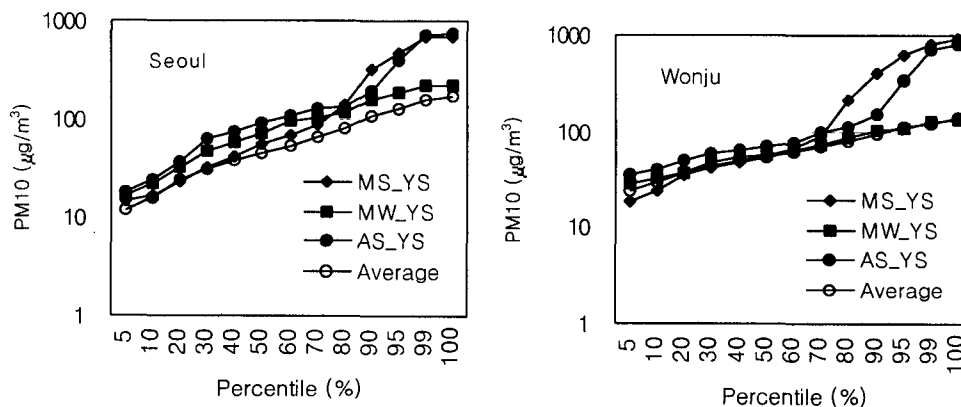 1000
100
10
1
PM10 (μg/m³)
Seoul
MS_YS
MW_YS
AS_YS
Average
5 10 20 30 40 50 60 70 80 90 95 99 100
Percentile (%)
1000
100
10
1
PM10 (μg/m³)
Wonju
MS_YS
MW_YS
AS_YS
Average
5 10 20 30 40 50 60 70 80 90 95 99 100
Percentile (%)